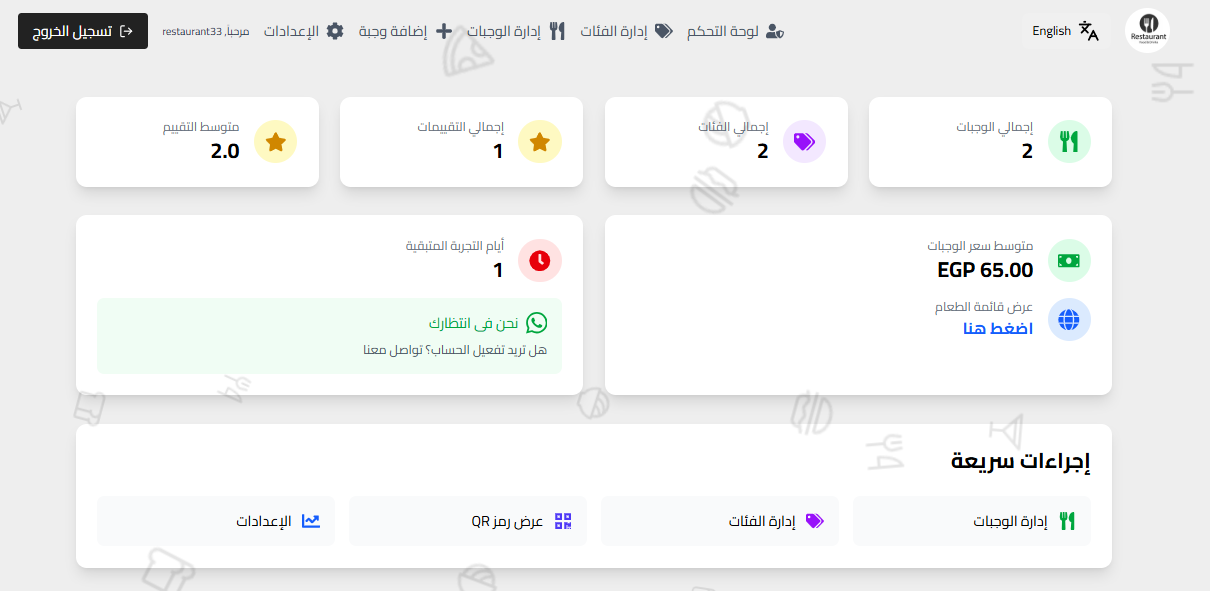 Restaurant
English
لوحة التحكم
إدارة الفئات
إدارة الوجبات
إضافة وجبة
الإعدادات
مرحباً, restaurant33
تسجيل الخروج
إجمالي الوجبات
2
إجمالي الفئات
2
إجمالي التقييمات
1
متوسط التقييم
2.0
متوسط سعر الوجبات
EGP 65.00
عرض قائمة الطعام
اضغط هنا
أيام التجربة المتبقية
1
نحن فى انتظارك
هل تريد تفعيل الحساب؟ تواصل معنا
إجراءات سريعة
إدارة الوجبات
إدارة الفئات
عرض رمز QR
الإعدادات